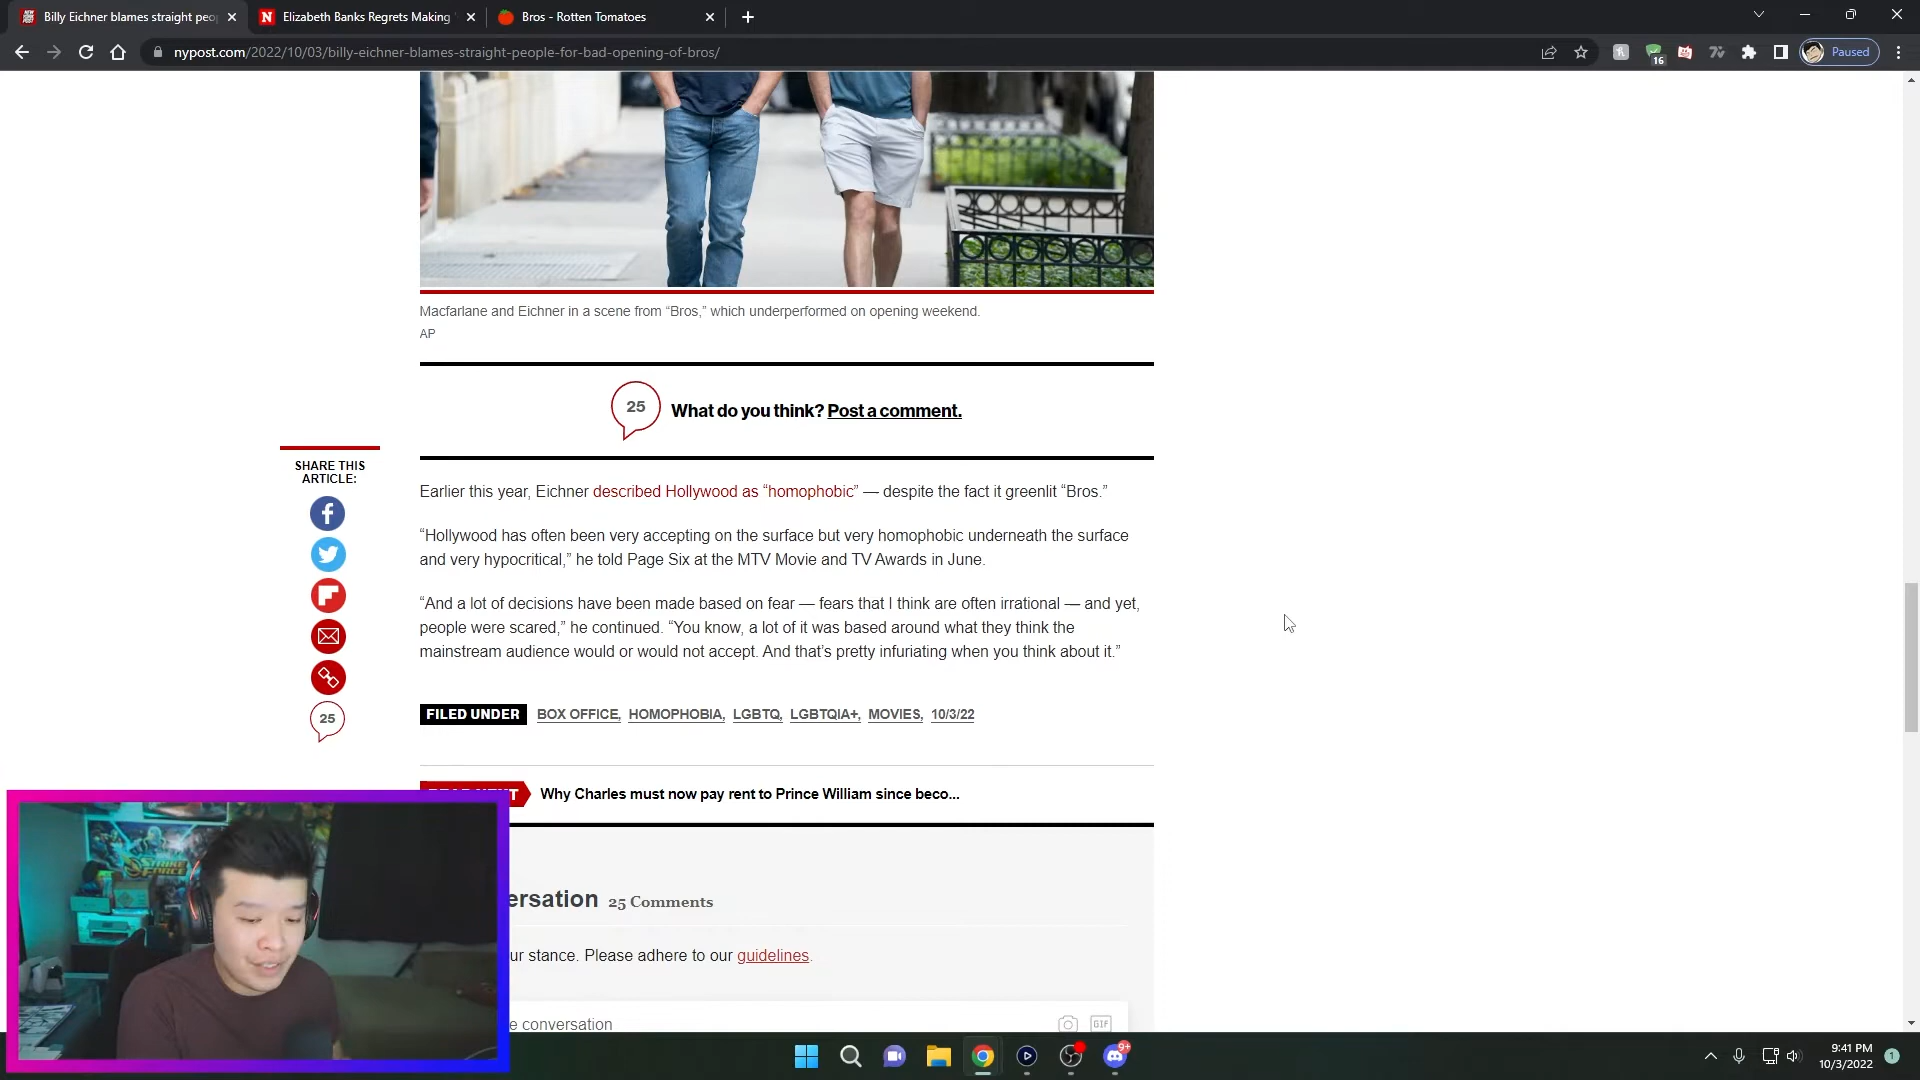 Billy Eichner blames straight peo
Elizabeth Banks Regrets Making
Bros - Rotten Tomatoes
nypost.com/2022/10/03/billy-eichner-blames-straight-people-for-bad-opening-of-bros/
16
Paused
Macfarlane and Eichner in a scene from “Bros,” which underperformed on opening weekend.
AP
25
What do you think? Post a comment.
SHARE THIS
ARTICLE:
25
Earlier this year, Eichner described Hollywood as “homophobic” — despite the fact it greenlit “Bros.”
“Hollywood has often been very accepting on the surface but very homophobic underneath the surface
and very hypocritical,” he told Page Six at the MTV Movie and TV Awards in June.
“And a lot of decisions have been made based on fear — fears that I think are often irrational — and yet,
people were scared,” he continued. “You know, a lot of it was based around what they think the
mainstream audience would or would not accept. And that’s pretty infuriating when you think about it.”
FILED UNDER BOX OFFICE, HOMOPHOBIA, LGBTQ, LGBTQIA+, MOVIES, 10/3/22
Why Charles must now pay rent to Prince William since beco...
ersation 25 Comments
ur stance. Please adhere to our guidelines.
e conversation
GIF
STRIKE
FORCE
9+
9:41 PM
10/3/2022
1